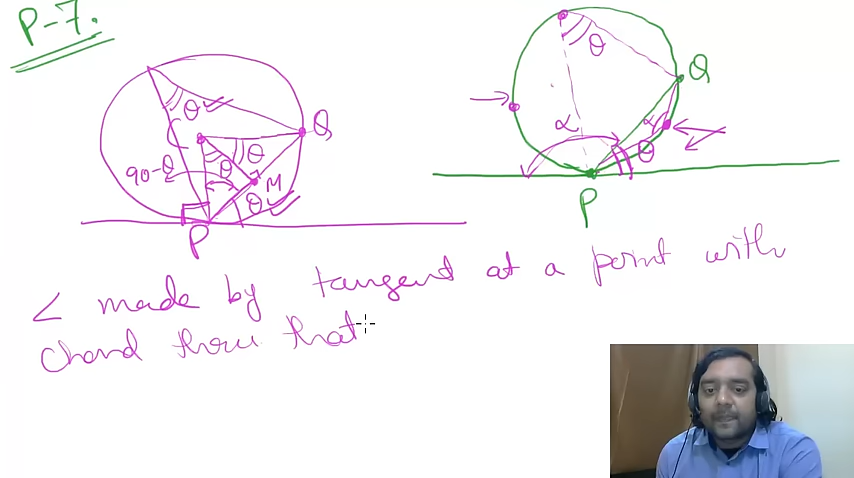 P-7.
θ
Q
C
θ
90-θ
θ
M
θ
P
θ
Q
α
α
θ
P
∠ made by tangent at a point with
chord thru that